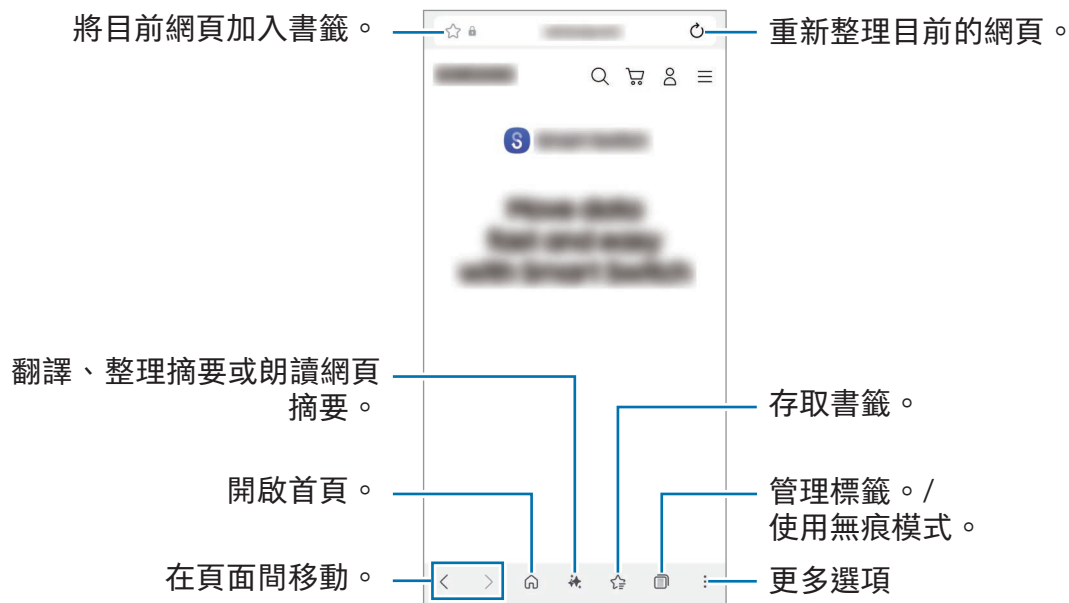 將目前網頁加入書籤。
重新整理目前的網頁。
S
翻譯、整理摘要或朗讀網頁
摘要。
存取書籤。
開啟首頁。
管理標籤。/
使用無痕模式。
在頁面間移動。
更多選項